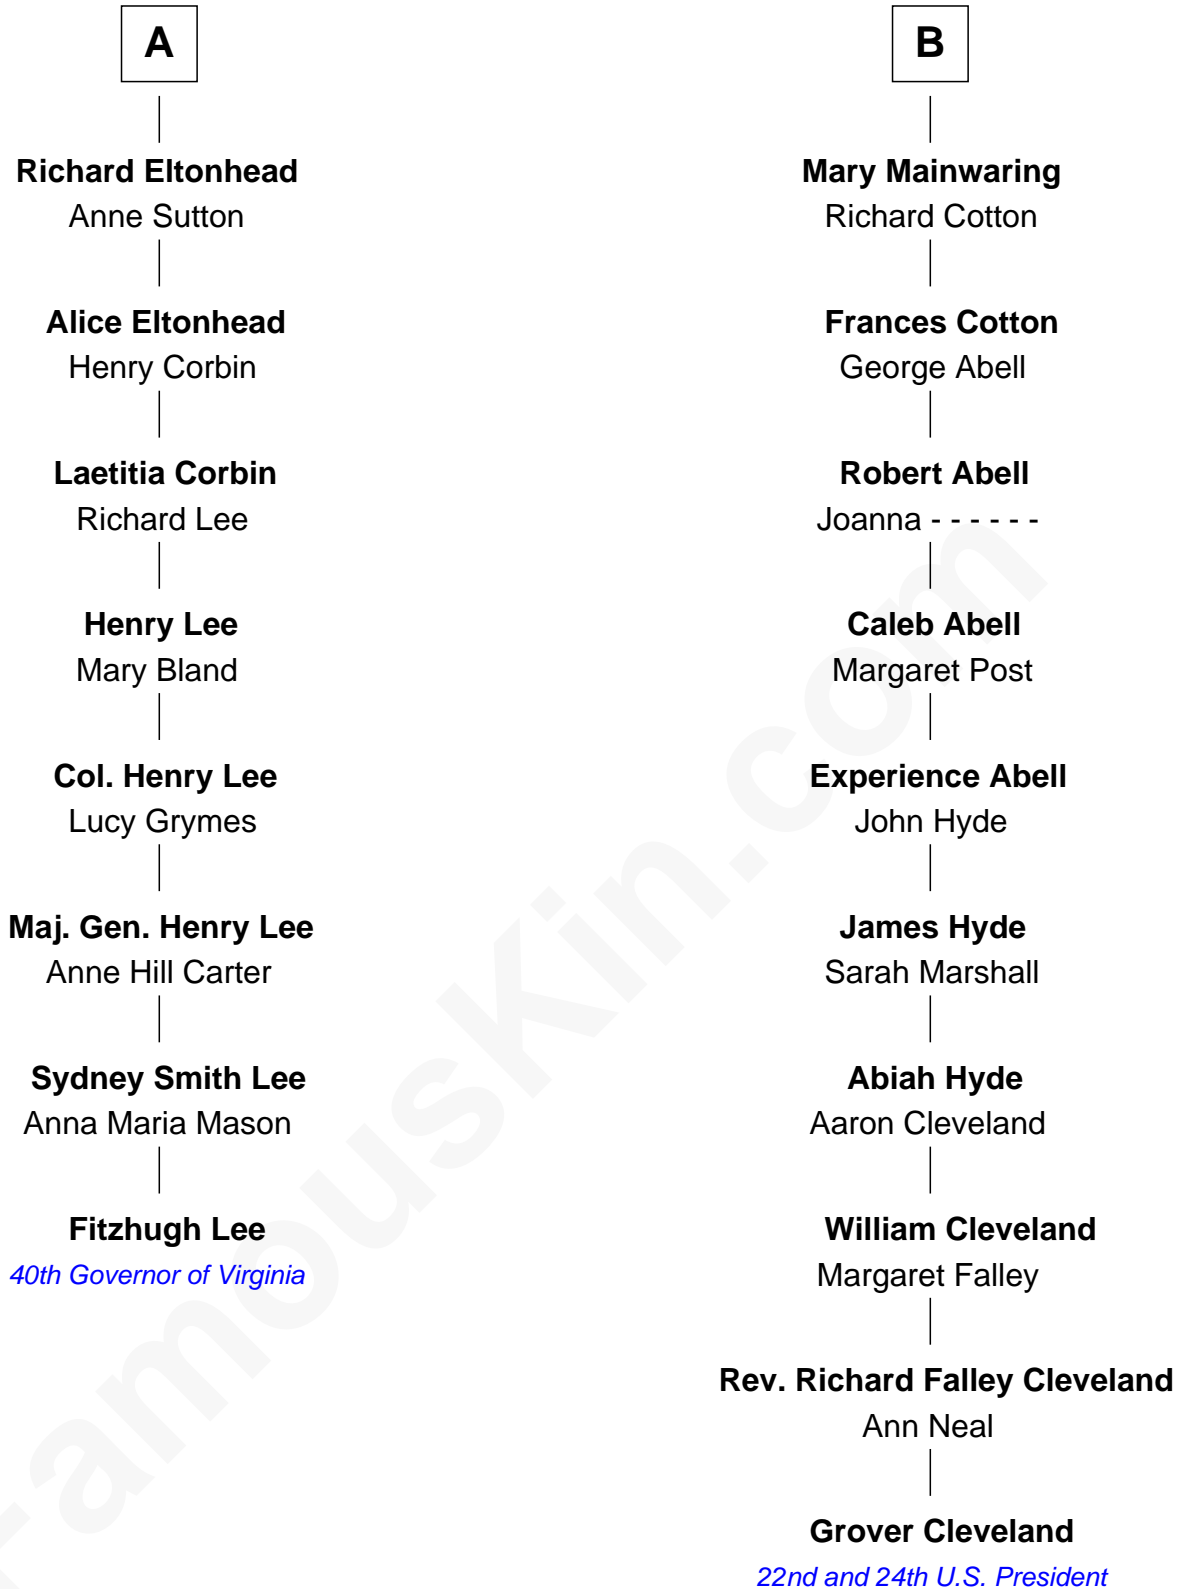 A
Richard Eltonhead
Anne Sutton
Alice Eltonhead
Henry Corbin
Laetitia Corbin
Richard Lee
Henry Lee
Mary Bland
Col. Henry Lee
Lucy Grymes
Maj. Gen. Henry Lee
Anne Hill Carter
Sydney Smith Lee
Anna Maria Mason
Fitzhugh Lee
40th Governor of Virginia
B
Mary Mainwaring
Richard Cotton
Frances Cotton
George Abell
Robert Abell
Joanna - - - - - -
Caleb Abell
Margaret Post
Experience Abell
John Hyde
James Hyde
Sarah Marshall
Abiah Hyde
Aaron Cleveland
William Cleveland
Margaret Falley
Rev. Richard Falley Cleveland
Ann Neal
Grover Cleveland
22nd and 24th U.S. President
FamousKin.com